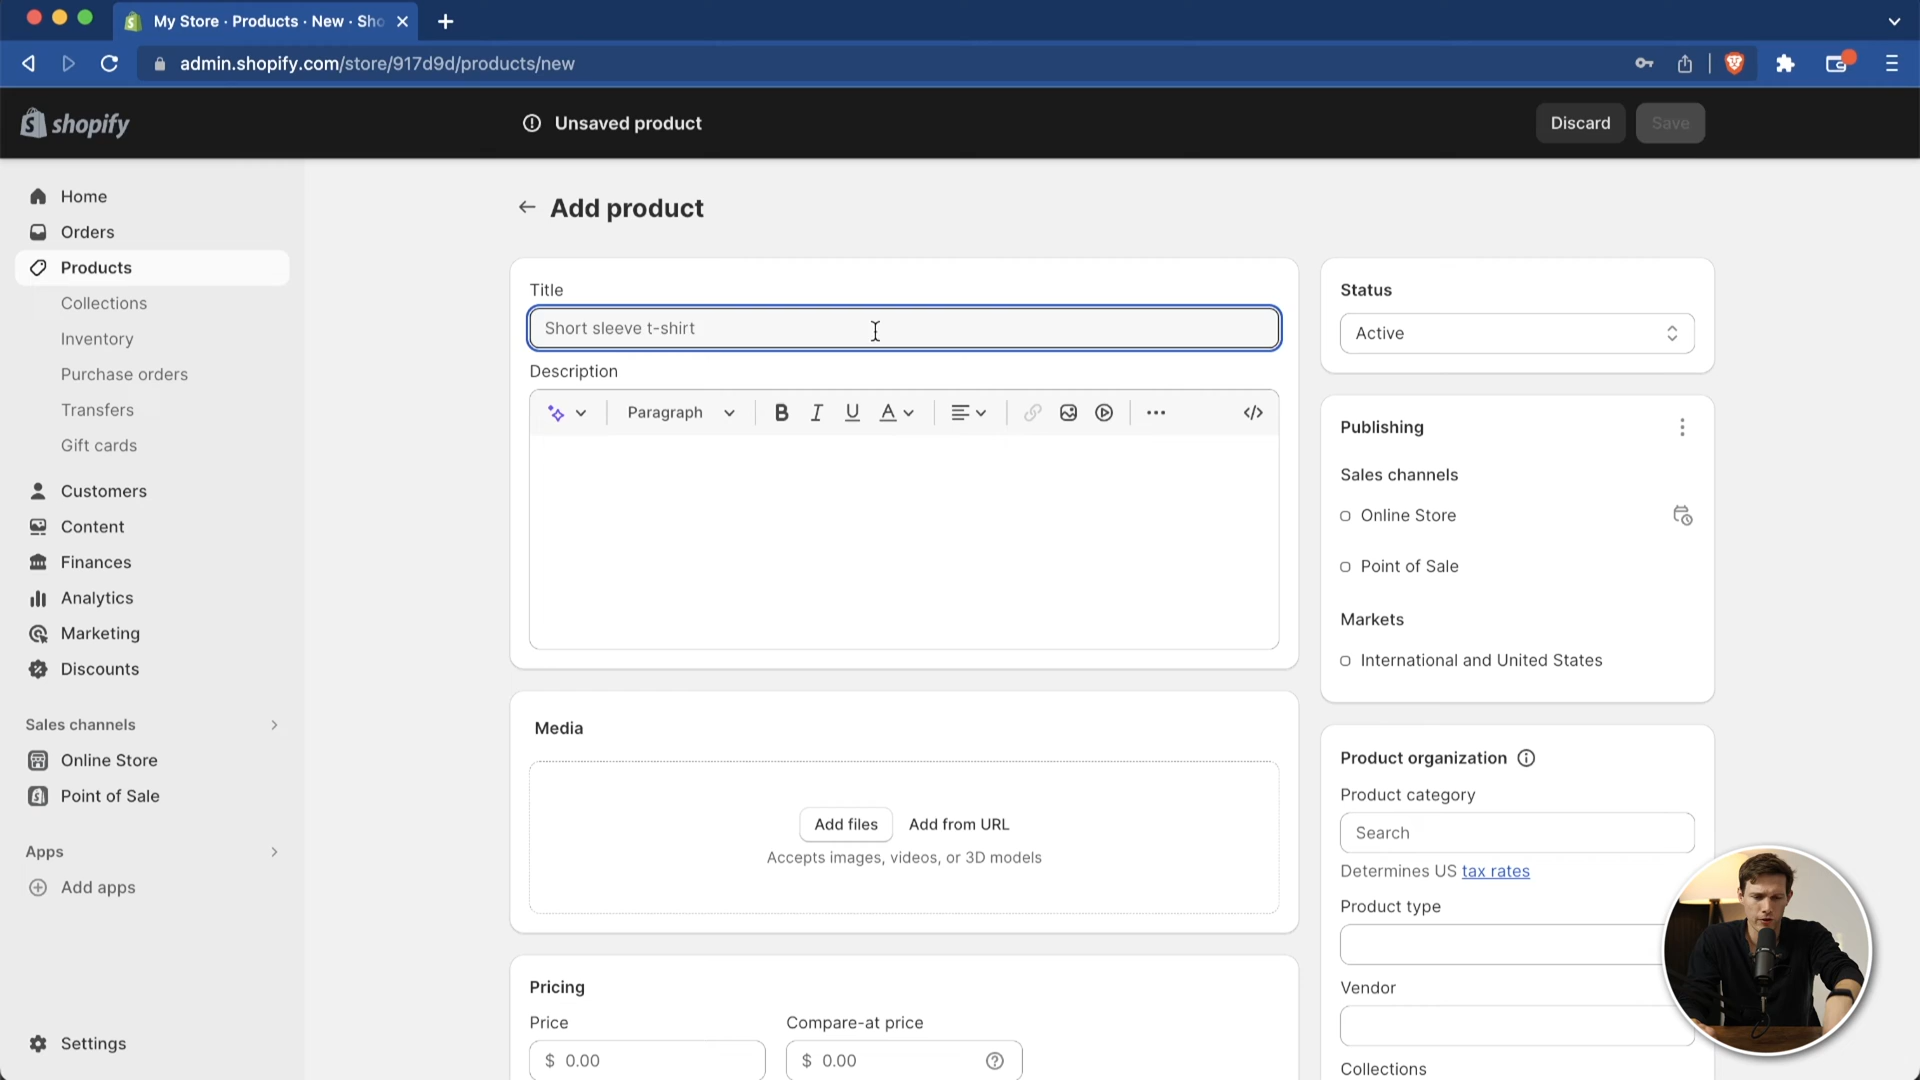 My Store · Products · New · Sho
admin.shopify.com/store/917d9d/products/new
shopify
Unsaved product
Discard
Save
Home
Orders
Products
Collections
Inventory
Purchase orders
Transfers
Gift cards
Customers
Content
Finances
Analytics
Marketing
Discounts
Sales channels
Online Store
Point of Sale
Apps
Add apps
Settings
Add product
Title
Short sleeve t-shirt
Description
Paragraph
B I U A
</>
Media
Add files
Add from URL
Accepts images, videos, or 3D models
Pricing
Price
Compare-at price
$ 0.00
$ 0.00
Status
Active
Publishing
Sales channels
Online Store
Point of Sale
Markets
International and United States
Product organization
Product category
Search
Determines US tax rates
Product type
Vendor
Collections